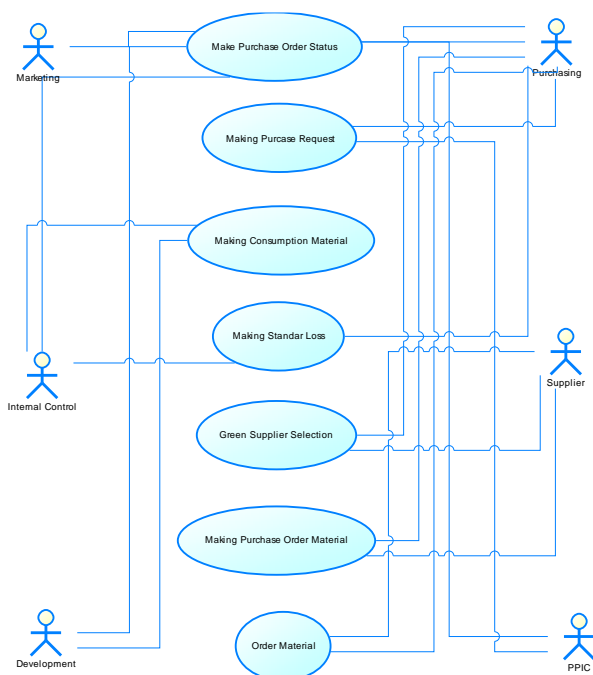 Make Purchase Order Status
Marketing
Purchasing
Making Purcase Request
Making Consumption Material
Making Standar Loss
Internal Control
Supplier
Green Supplier Selection
Making Purchase Order Material
Order Material
Development
PPIC